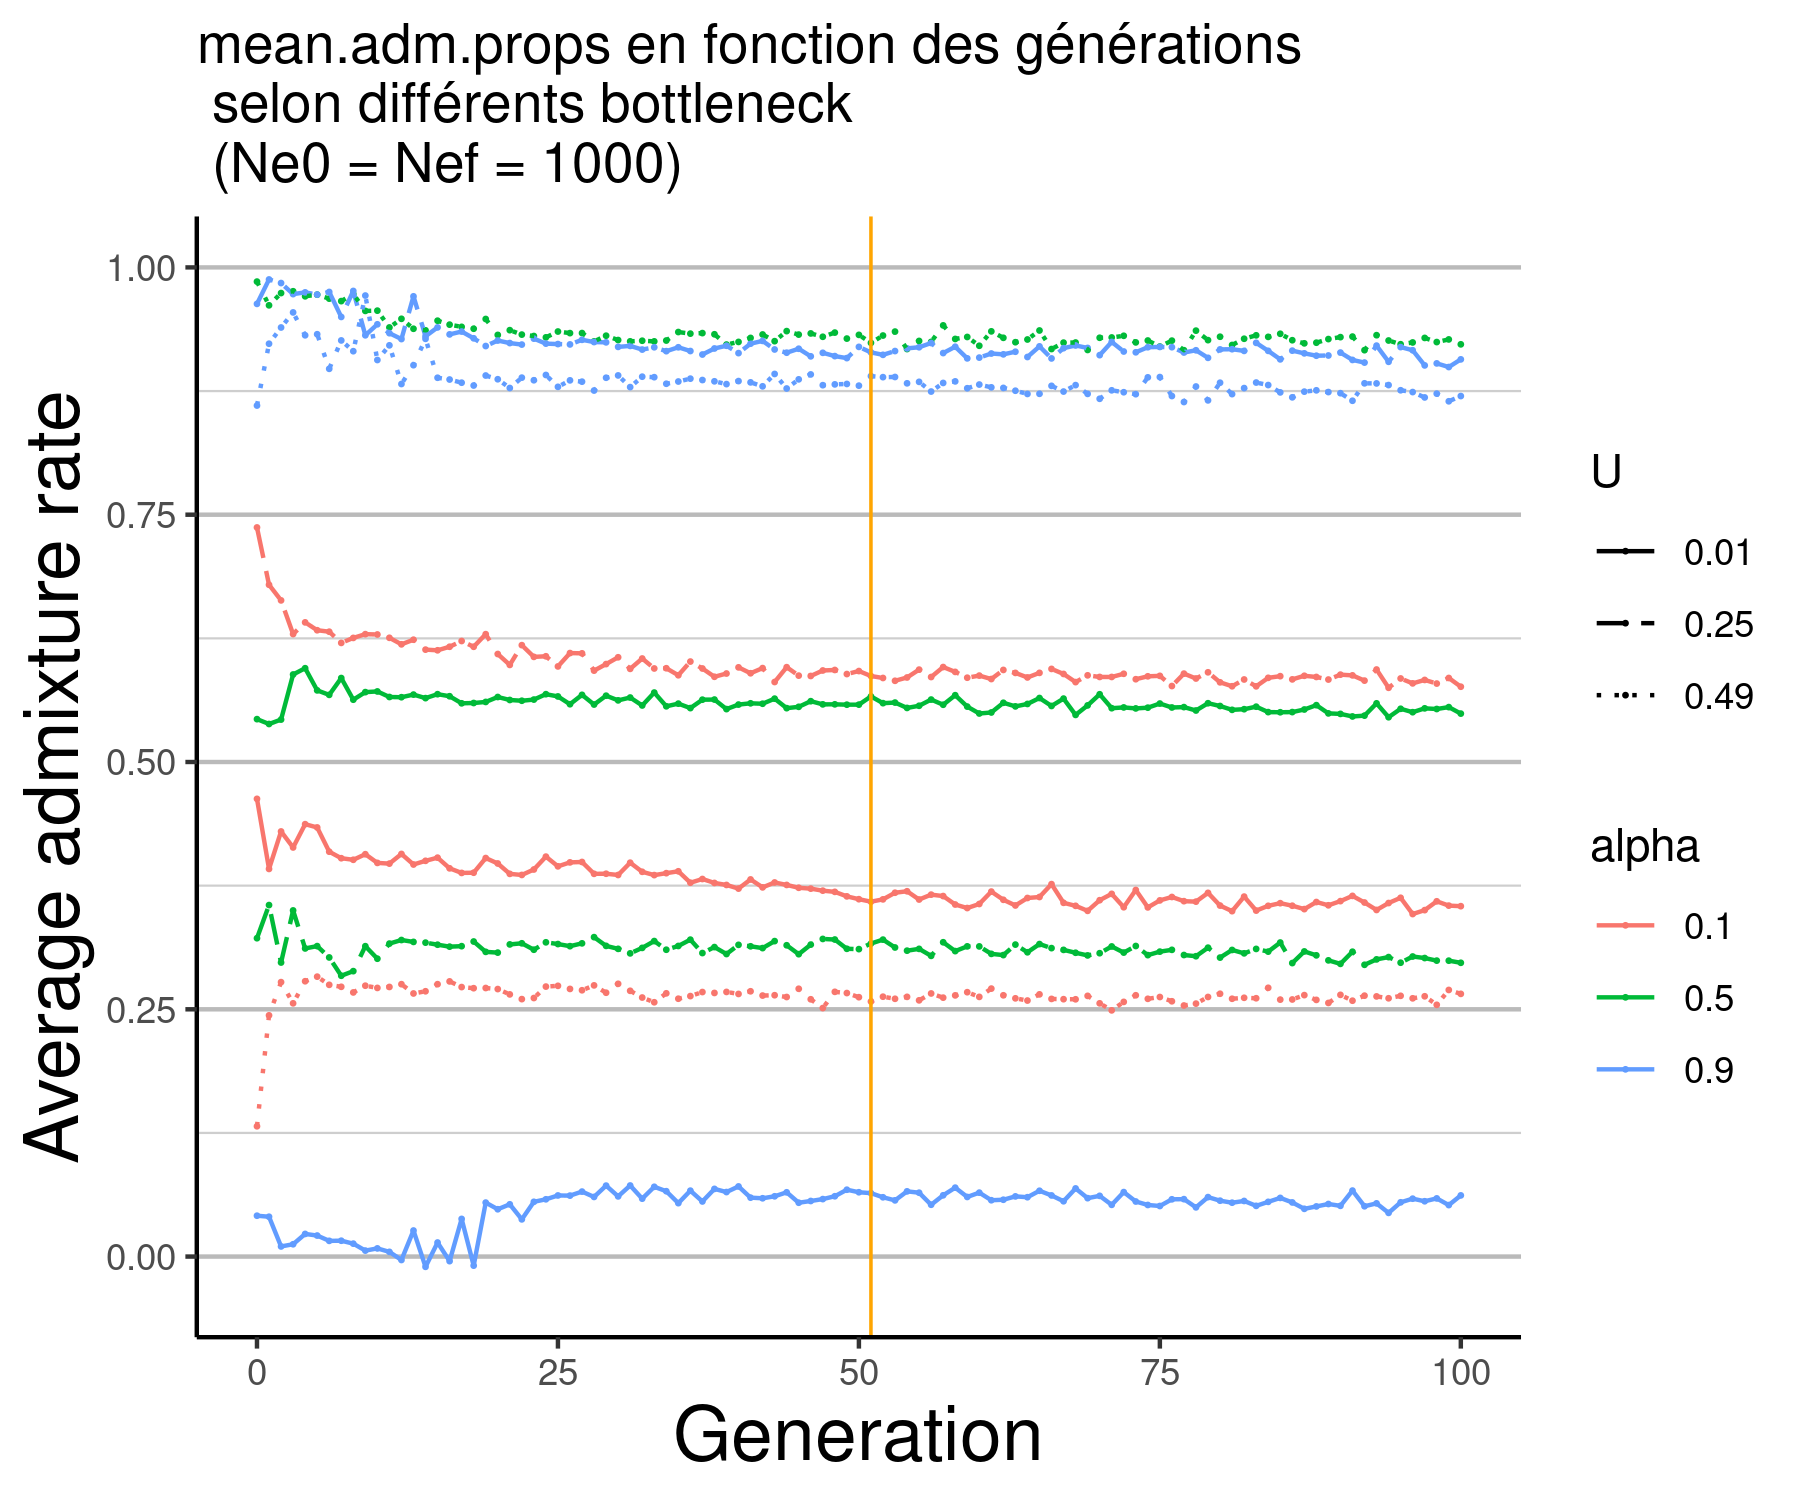 mean.adm.props en fonction des générations
selon différents bottleneck
(Ne0 = Nef = 1000)
Average admixture rate
1.00
0.75
0.50
0.25
0.00
0
25
50
75
100
Generation
U
0.01
0.25
0.49
alpha
0.1
0.5
0.9